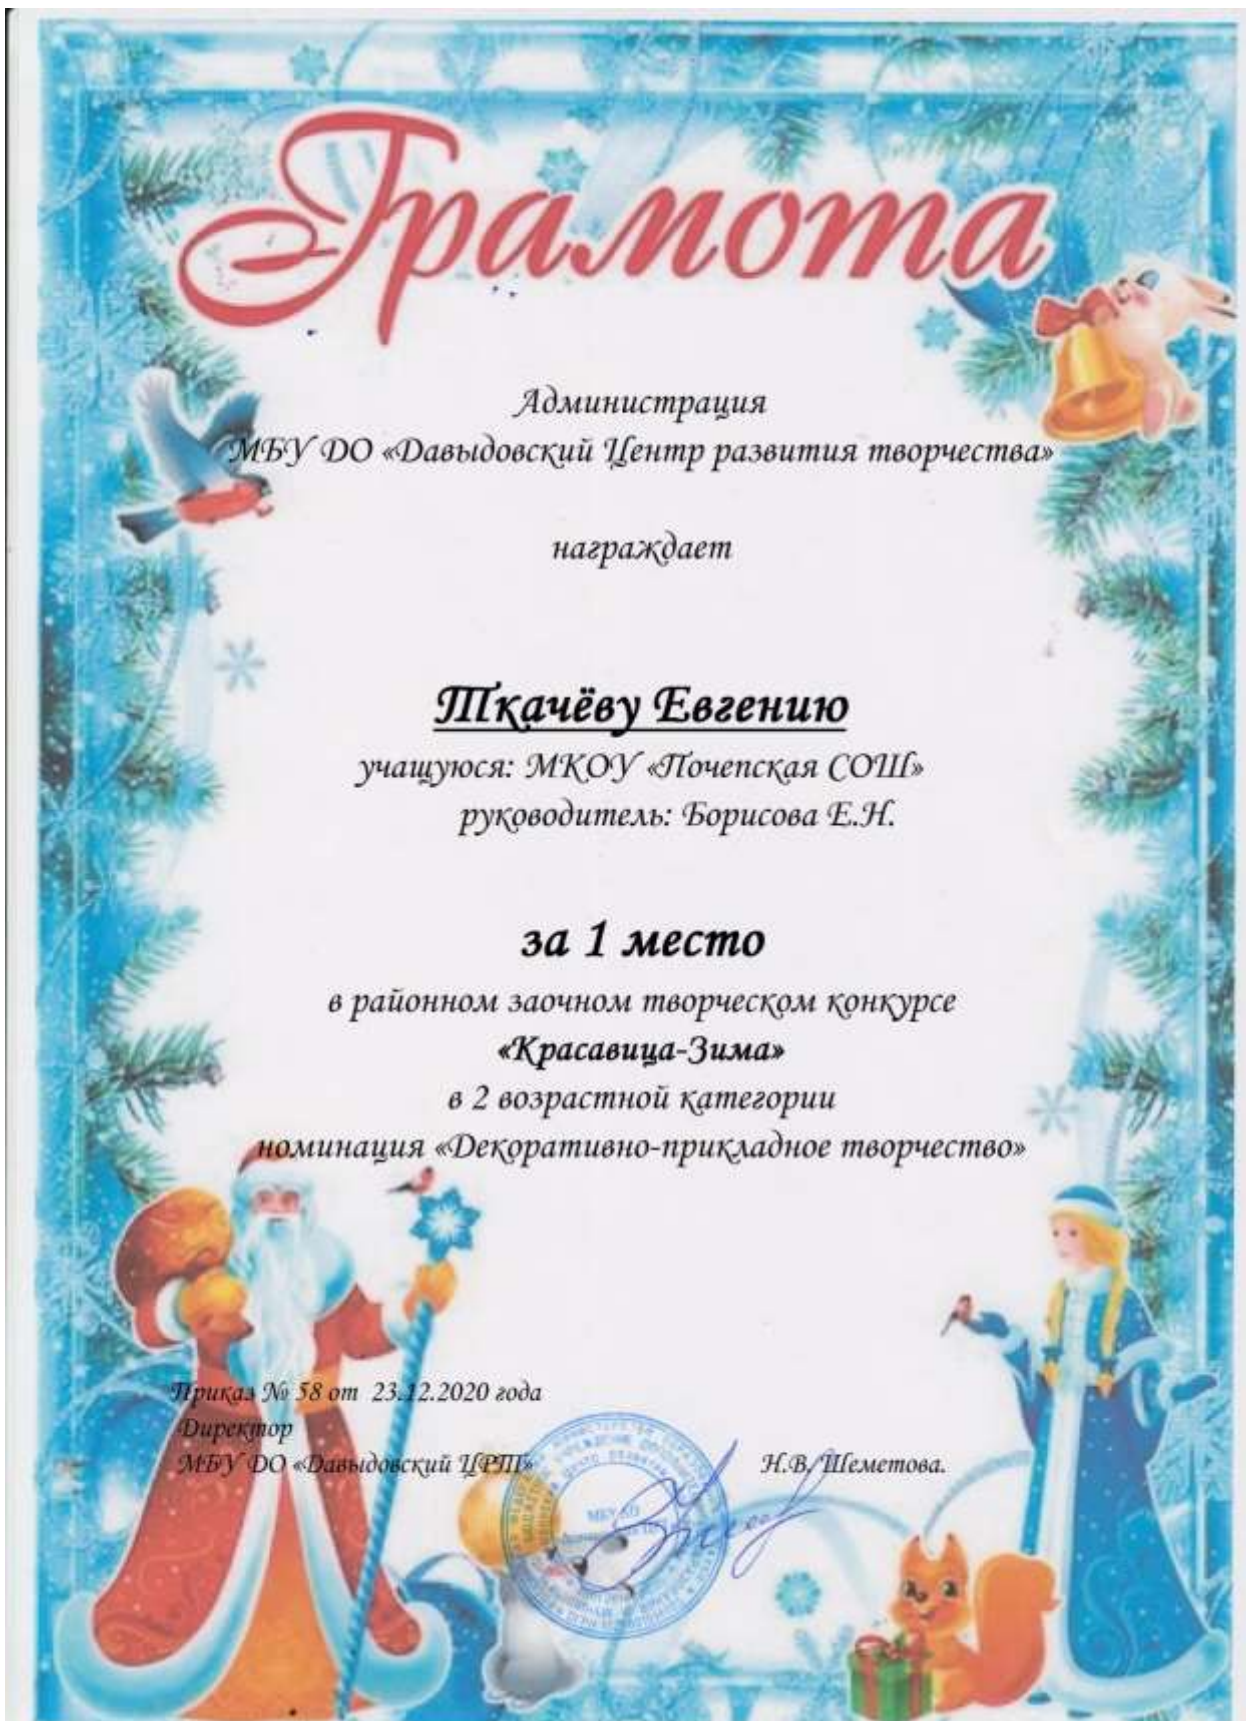 Грамота
Администрация
МБУ ДО «Давыдовский Центр развития творчества»
награждает
Ткачёву Евгению
учащуюся: МКОУ «Почепская СОШ»
руководитель: Борисова Е.Н.
за 1 место
в районном заочном творческом конкурсе
«Красавица-Зима»
в 2 возрастной категории
номинация «Декоративно-прикладное творчество»
Приказ № 58 от 23.12.2020 года
Директор
МБУ ДО «Давыдовский ЦРТ» Н.В. Шеметова.
МБУ ДО